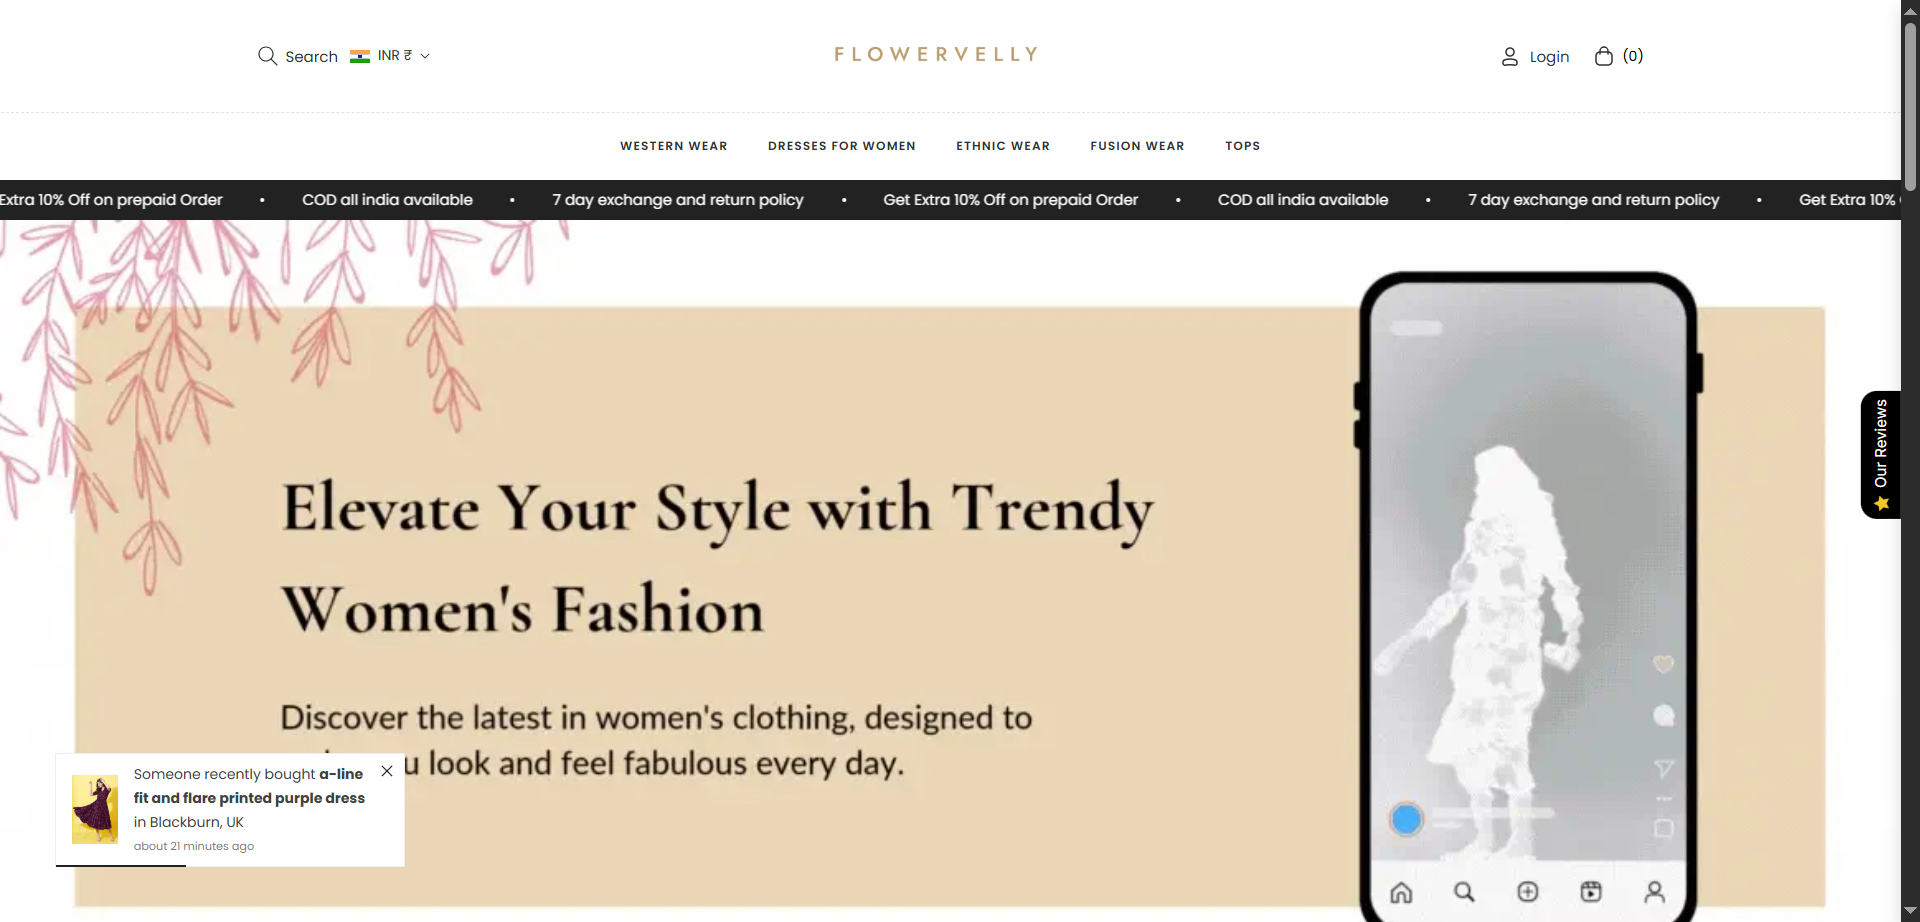 Search
INR ₹
FLOWERVELLY
Login
(0)
WESTERN WEAR
DRESSES FOR WOMEN
ETHNIC WEAR
FUSION WEAR
TOPS
Extra 10% Off on prepaid Order • COD all india available • 7 day exchange and return policy • Get Extra 10% Off on prepaid Order • COD all india available • 7 day exchange and return policy • Get Extra 10%
Elevate Your Style with Trendy
Women's Fashion
Discover the latest in women's clothing, designed to
look and feel fabulous every day.
Our Reviews
Someone recently bought a-line
fit and flare printed purple dress
in Blackburn, UK
about 21 minutes ago